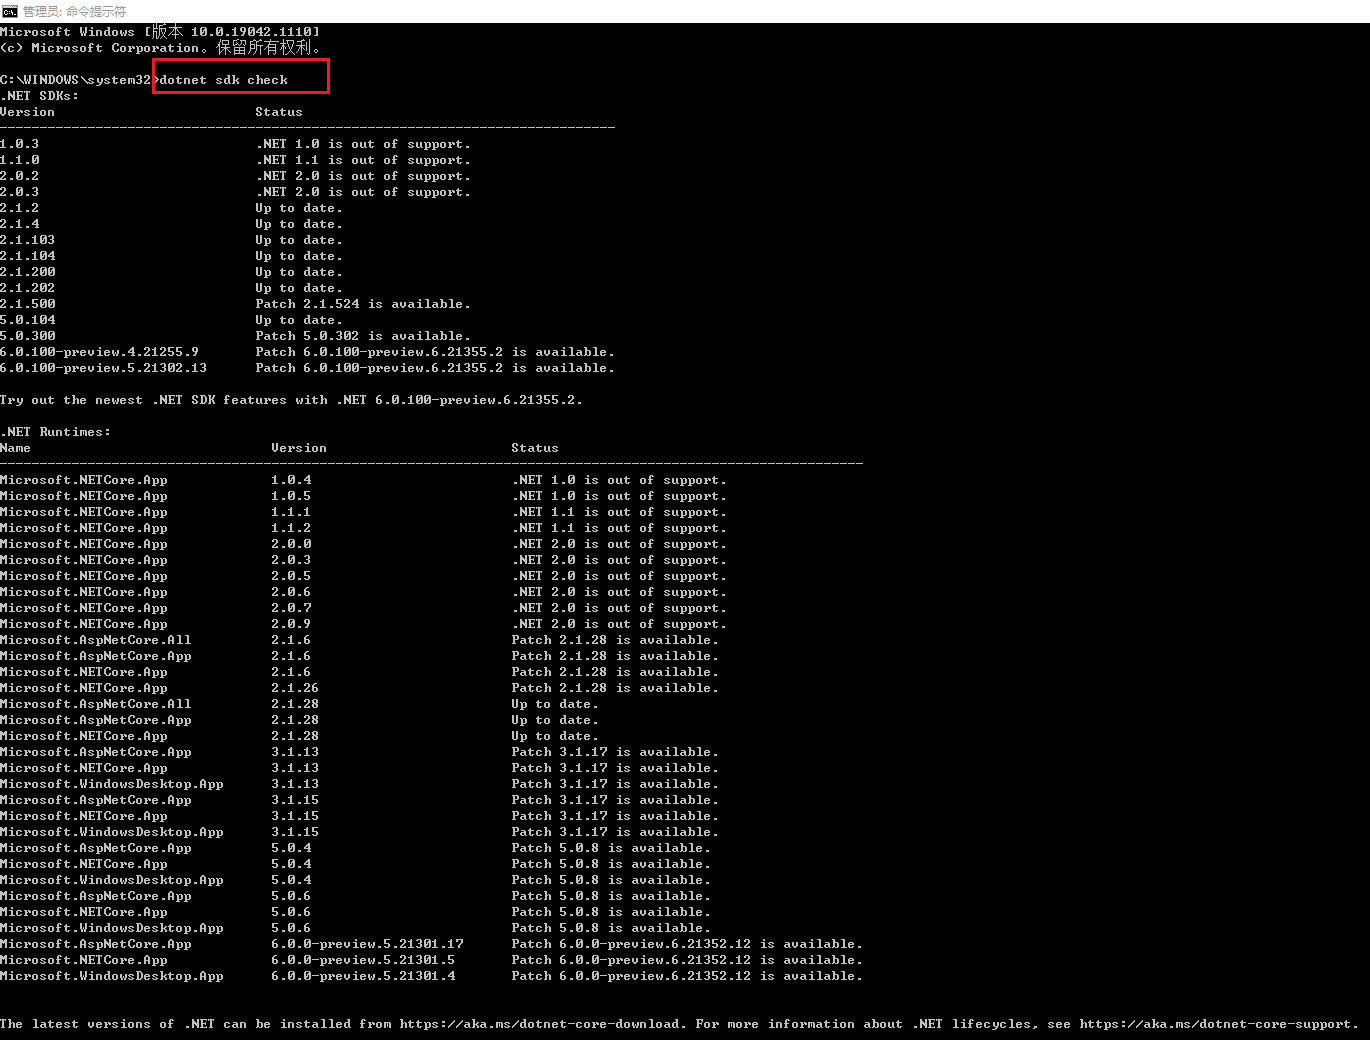 管理员: 命令提示符
Microsoft Windows [版本 10.0.19042.1110]
(c) Microsoft Corporation。保留所有权利。
C:\WINDOWS\system32>dotnet sdk check
.NET SDKs:
Version Status
--------------------------------------------------------------------------------
1.0.3 .NET 1.0 is out of support.
1.1.0 .NET 1.1 is out of support.
2.0.2 .NET 2.0 is out of support.
2.0.3 .NET 2.0 is out of support.
2.1.2 Up to date.
2.1.4 Up to date.
2.1.103 Up to date.
2.1.104 Up to date.
2.1.200 Up to date.
2.1.202 Up to date.
2.1.500 Patch 2.1.524 is available.
5.0.104 Up to date.
5.0.300 Patch 5.0.302 is available.
6.0.100-preview.4.21255.9 Patch 6.0.100-preview.6.21355.2 is available.
6.0.100-preview.5.21302.13 Patch 6.0.100-preview.6.21355.2 is available.
Try out the newest .NET SDK features with .NET 6.0.100-preview.6.21355.2.
.NET Runtimes:
Name Version Status
--------------------------------------------------------------------------------
Microsoft.NETCore.App 1.0.4 .NET 1.0 is out of support.
Microsoft.NETCore.App 1.0.5 .NET 1.0 is out of support.
Microsoft.NETCore.App 1.1.1 .NET 1.1 is out of support.
Microsoft.NETCore.App 1.1.2 .NET 1.1 is out of support.
Microsoft.NETCore.App 2.0.0 .NET 2.0 is out of support.
Microsoft.NETCore.App 2.0.3 .NET 2.0 is out of support.
Microsoft.NETCore.App 2.0.5 .NET 2.0 is out of support.
Microsoft.NETCore.App 2.0.6 .NET 2.0 is out of support.
Microsoft.NETCore.App 2.0.7 .NET 2.0 is out of support.
Microsoft.NETCore.App 2.0.9 .NET 2.0 is out of support.
Microsoft.AspNetCore.All 2.1.6 Patch 2.1.28 is available.
Microsoft.AspNetCore.App 2.1.6 Patch 2.1.28 is available.
Microsoft.NETCore.App 2.1.6 Patch 2.1.28 is available.
Microsoft.NETCore.App 2.1.26 Patch 2.1.28 is available.
Microsoft.AspNetCore.All 2.1.28 Up to date.
Microsoft.AspNetCore.App 2.1.28 Up to date.
Microsoft.NETCore.App 2.1.28 Up to date.
Microsoft.AspNetCore.App 3.1.13 Patch 3.1.17 is available.
Microsoft.NETCore.App 3.1.13 Patch 3.1.17 is available.
Microsoft.WindowsDesktop.App 3.1.13 Patch 3.1.17 is available.
Microsoft.AspNetCore.App 3.1.15 Patch 3.1.17 is available.
Microsoft.NETCore.App 3.1.15 Patch 3.1.17 is available.
Microsoft.WindowsDesktop.App 3.1.15 Patch 3.1.17 is available.
Microsoft.AspNetCore.App 5.0.4 Patch 5.0.8 is available.
Microsoft.NETCore.App 5.0.4 Patch 5.0.8 is available.
Microsoft.WindowsDesktop.App 5.0.4 Patch 5.0.8 is available.
Microsoft.AspNetCore.App 5.0.6 Patch 5.0.8 is available.
Microsoft.NETCore.App 5.0.6 Patch 5.0.8 is available.
Microsoft.WindowsDesktop.App 5.0.6 Patch 5.0.8 is available.
Microsoft.AspNetCore.App 6.0.0-preview.5.21301.17 Patch 6.0.0-preview.6.21352.12 is available.
Microsoft.NETCore.App 6.0.0-preview.5.21301.5 Patch 6.0.0-preview.6.21352.12 is available.
Microsoft.WindowsDesktop.App 6.0.0-preview.5.21301.4 Patch 6.0.0-preview.6.21352.12 is available.
The latest versions of .NET can be installed from https://aka.ms/dotnet-core-download. For more information about .NET lifecycles, see https://aka.ms/dotnet-core-support.